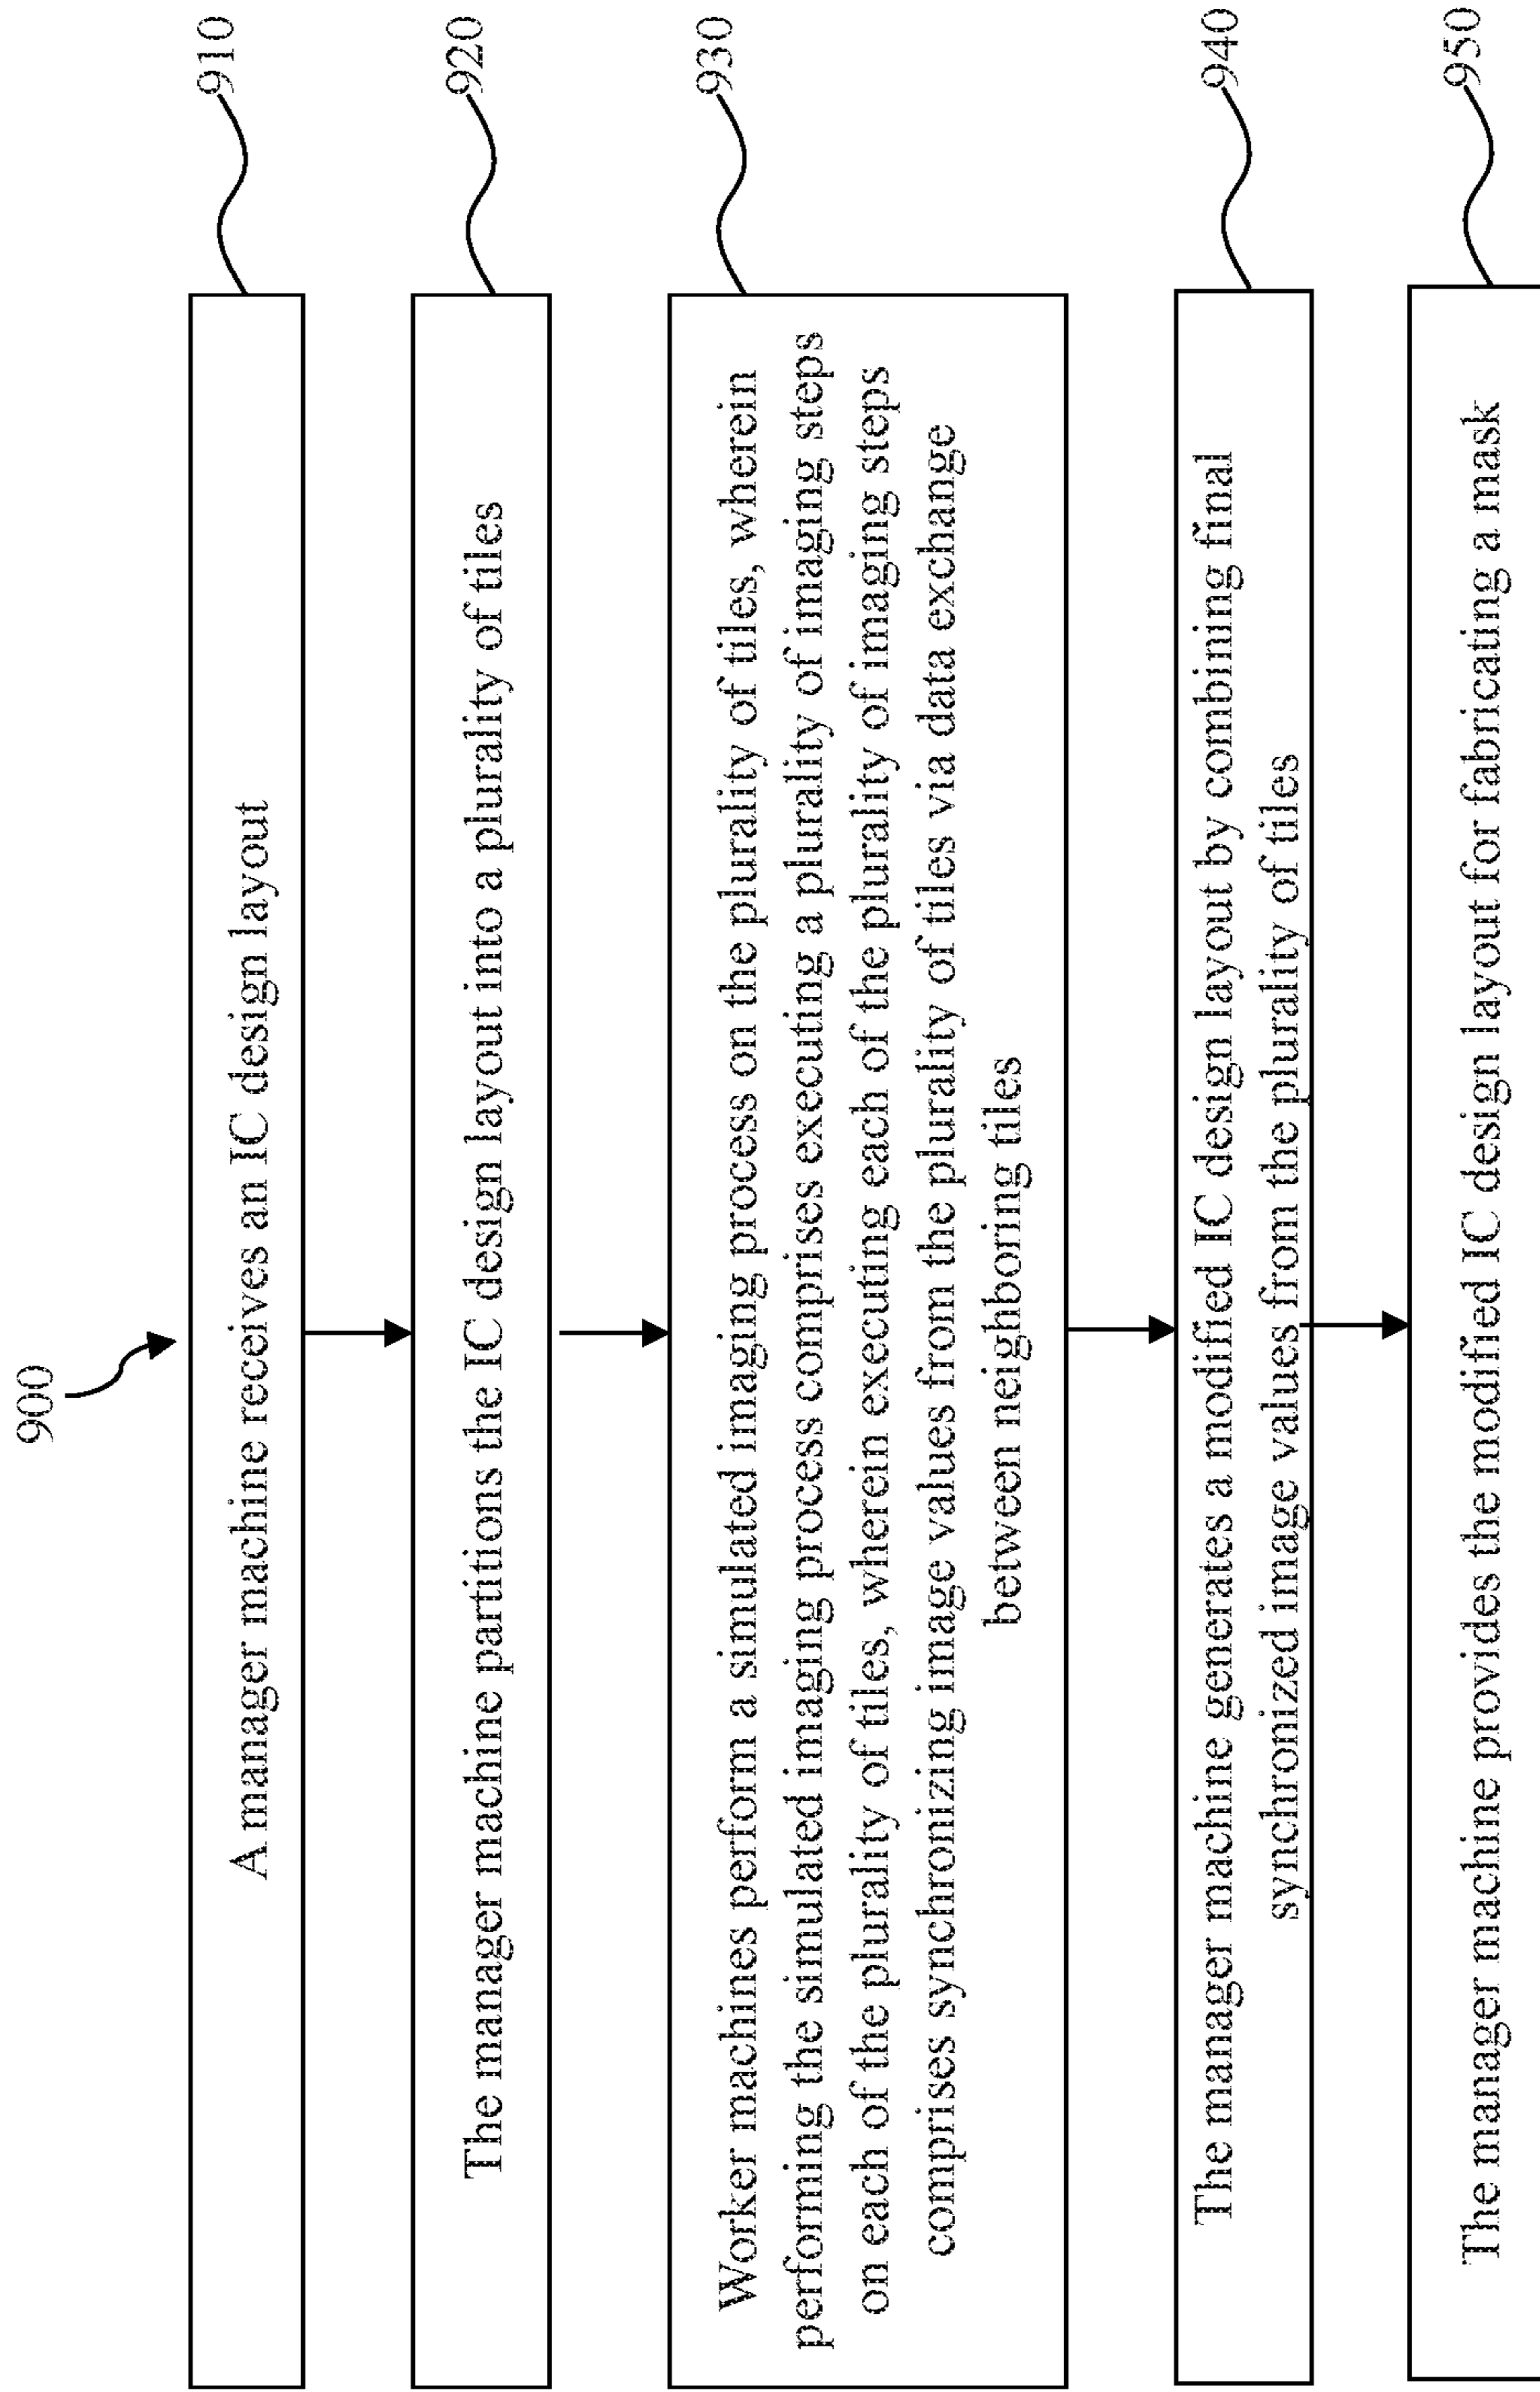 900
A manager machine receives an IC design layout
910
The manager machine partitions the IC design layout into a plurality of tiles
920
Worker machines perform a simulated imaging process on the plurality of tiles, wherein
performing the simulated imaging process comprises executing a plurality of imaging steps
on each of the plurality of tiles, wherein executing each of the plurality of imaging steps
comprises synchronizing image values from the plurality of tiles via data exchange
between neighboring tiles
930
The manager machine generates a modified IC design layout by combining final
synchronized image values from the plurality of tiles
940
The manager machine provides the modified IC design layout for fabricating a mask
950